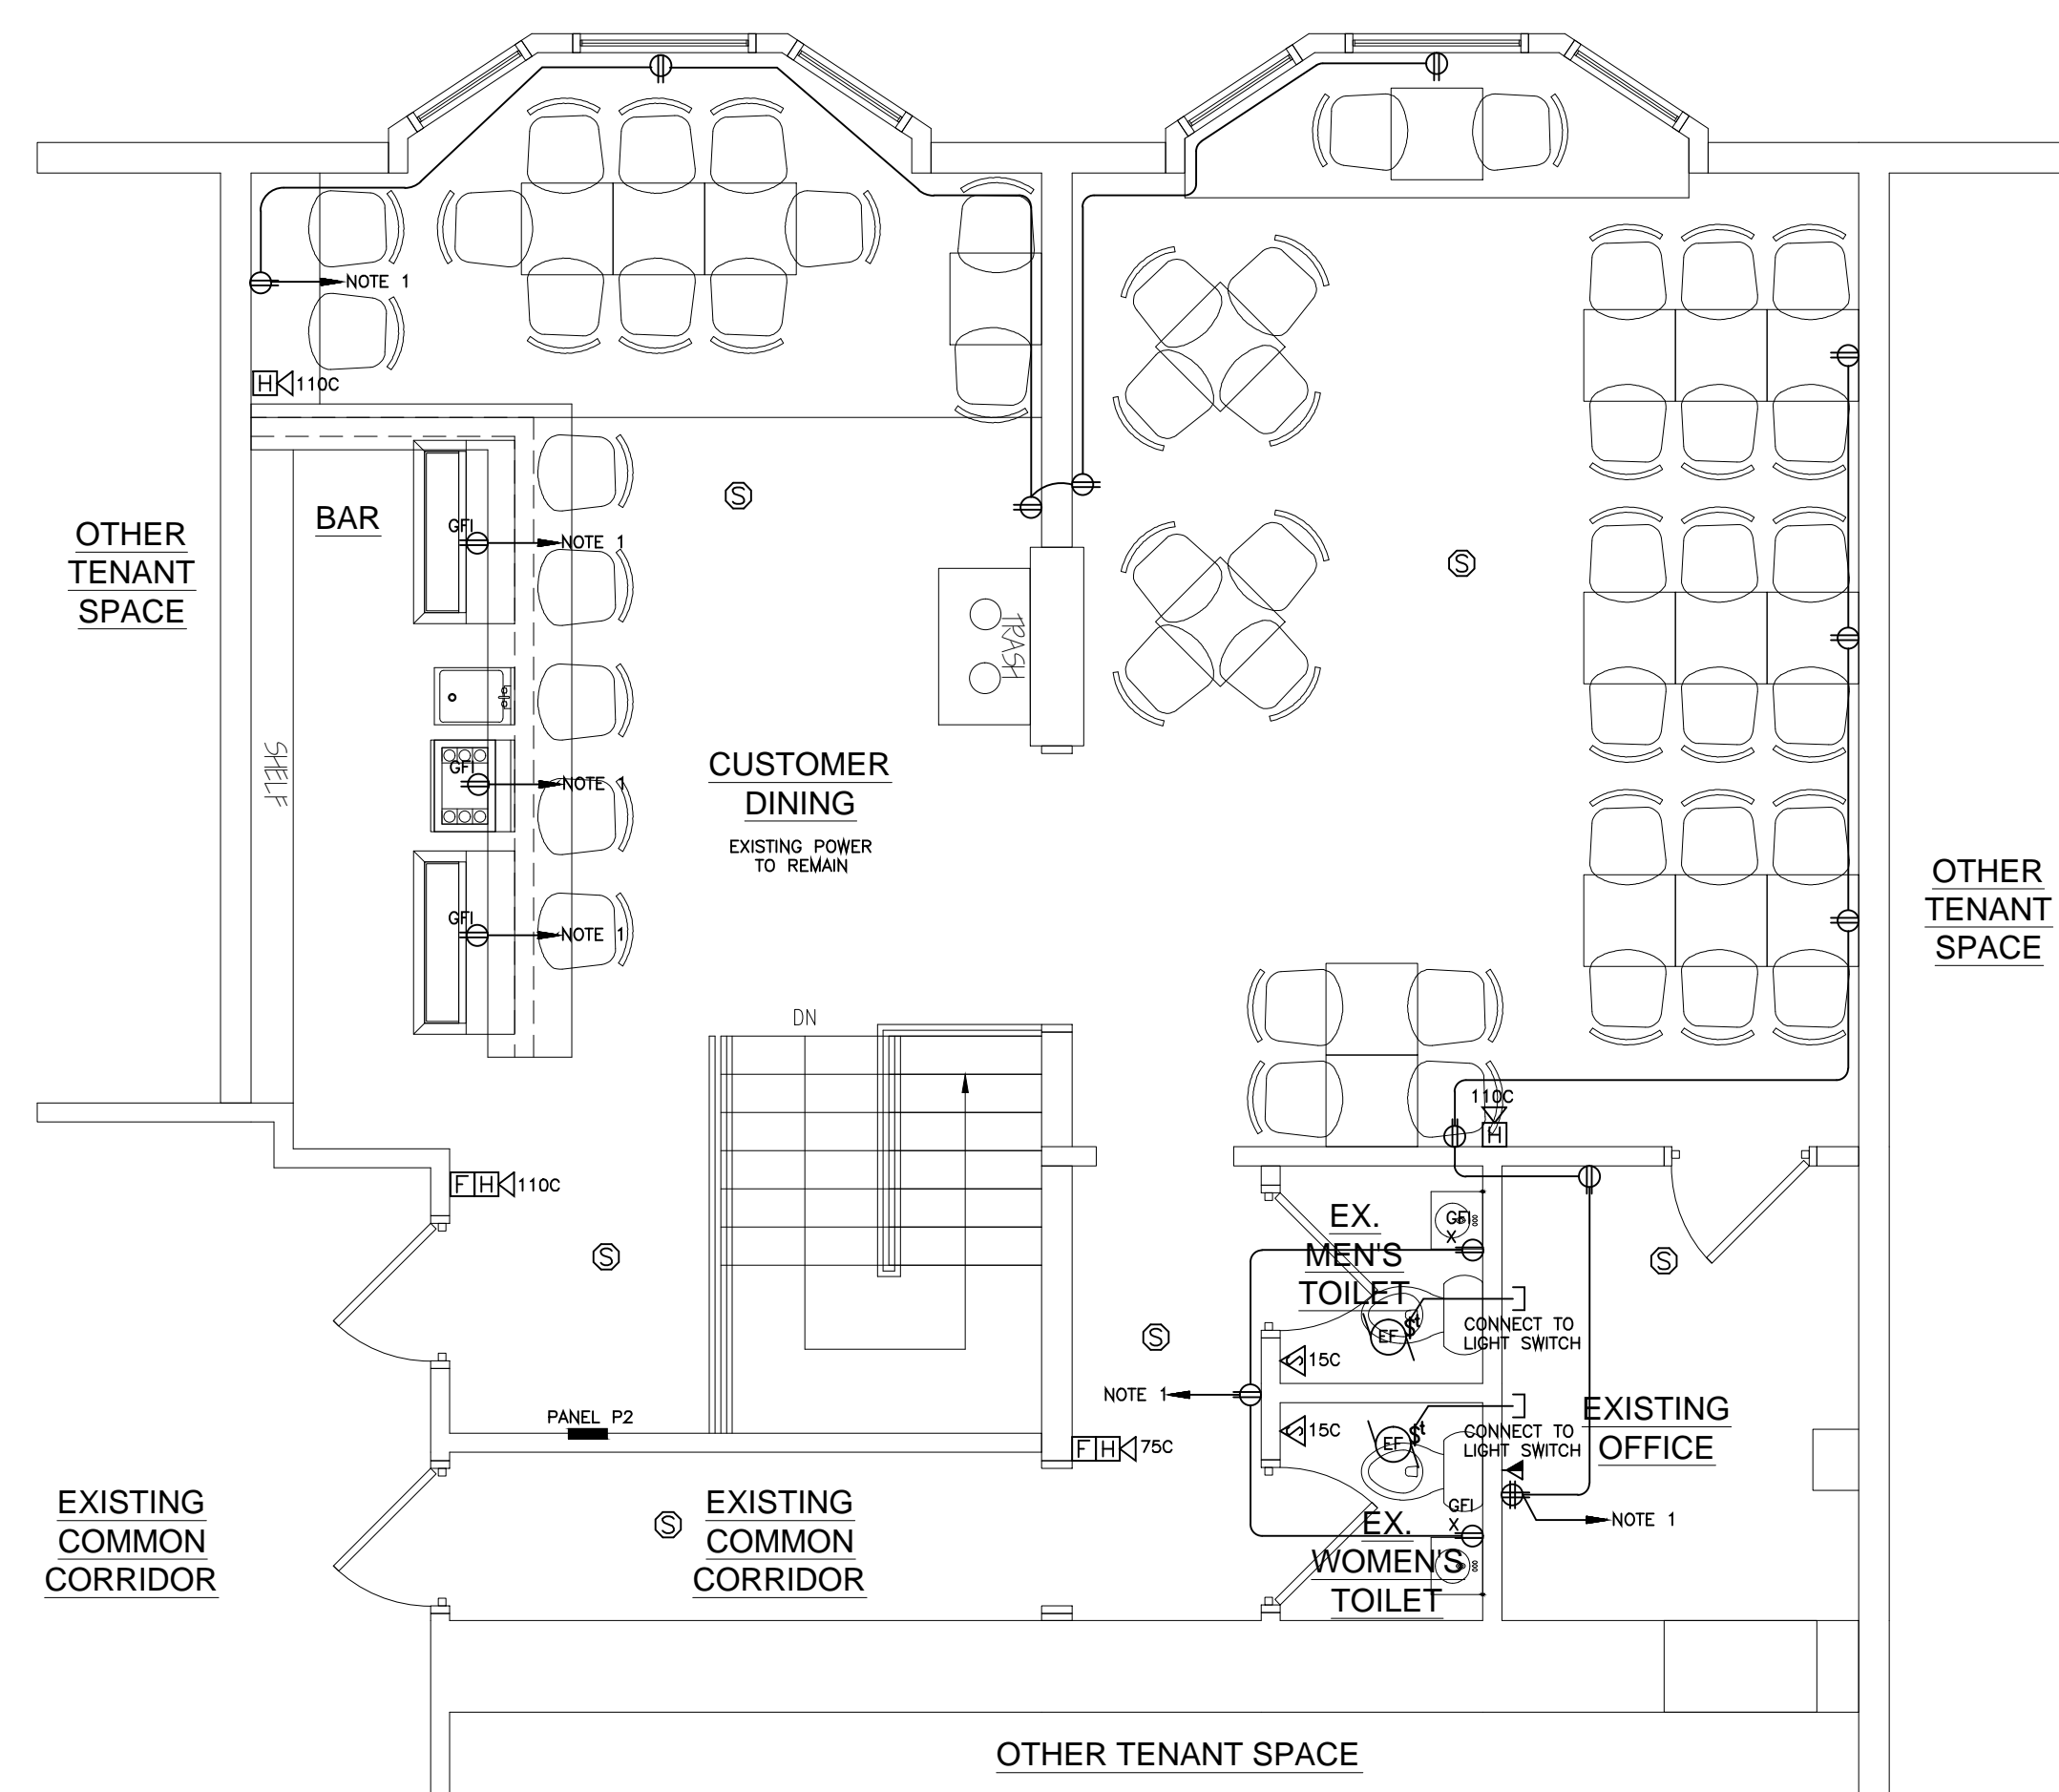 NOTE 1
H 110C
OTHER
TENANT
SPACE
BAR
GFI
NOTE 1
S
S
TRASH
SHELF
GFI
NOTE 1
CUSTOMER
DINING
EXISTING POWER
TO REMAIN
GFI
NOTE 1
OTHER
TENANT
SPACE
DN
110C
H
F H 110C
S
EX.
MEN'S
TOILET
GFI
X
S
S
EF $t
CONNECT TO
LIGHT SWITCH
S 15C
NOTE 1
PANEL P2
F H 75C
S 15C
EF $t
CONNECT TO
LIGHT SWITCH
EXISTING
OFFICE
NOTE 1
EXISTING
COMMON
CORRIDOR
EXISTING
COMMON
CORRIDOR
S
GFI
X
EX.
WOMEN'S
TOILET
OTHER TENANT SPACE